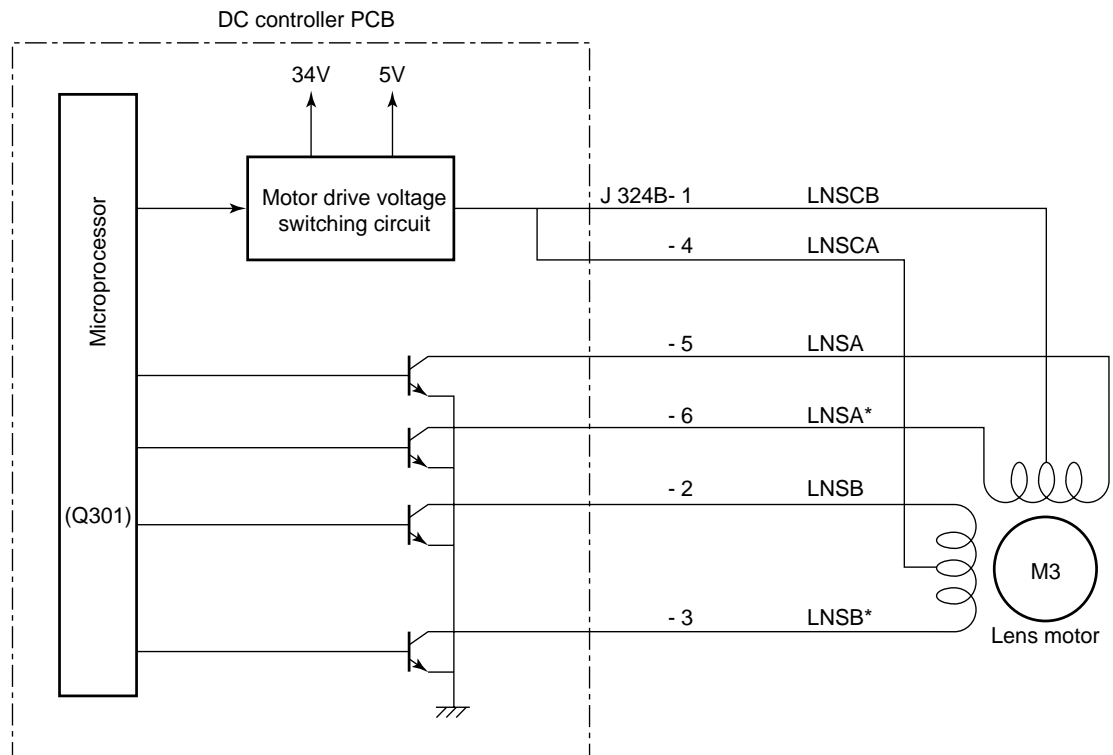 DC controller PCB
34V 5V
Microprocessor
(Q301)
Motor drive voltage
switching circuit
J 324B- 1 LNSCB
- 4 LNSCA
- 5 LNSA
- 6 LNSA*
- 2 LNSB
- 3 LNSB*
M3
Lens motor